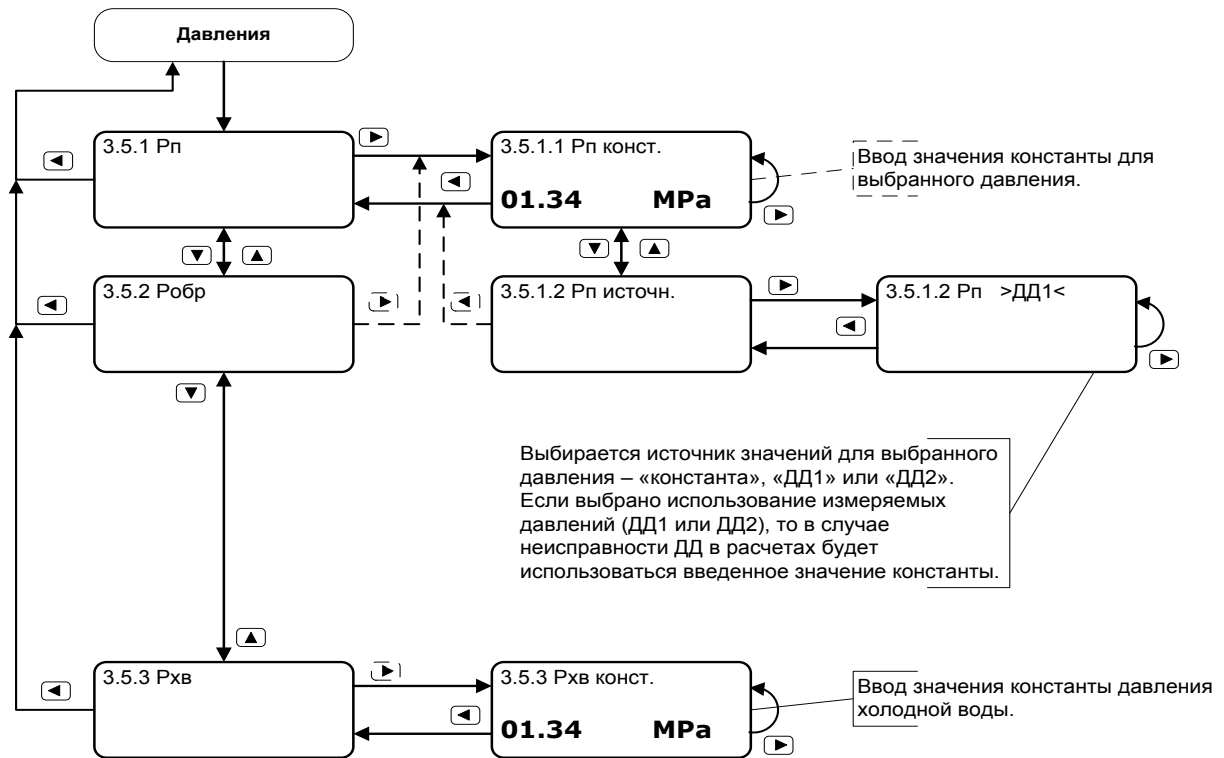 Давления
3.5.1 Рп
3.5.1.1 Рп конст.
01.34 MPa
Ввод значения константы для
выбранного давления.
3.5.2 Робр
3.5.1.2 Рп источн.
3.5.1.2 Рп >ДД1<
Выбирается источник значений для выбранного
давления – «константа», «ДД1» или «ДД2».
Если выбрано использование измеряемых
давлений (ДД1 или ДД2), то в случае
неисправности ДД в расчетах будет
использоваться введенное значение константы.
3.5.3 Рхв
3.5.3 Рхв конст.
01.34 MPa
Ввод значения константы давления
холодной воды.